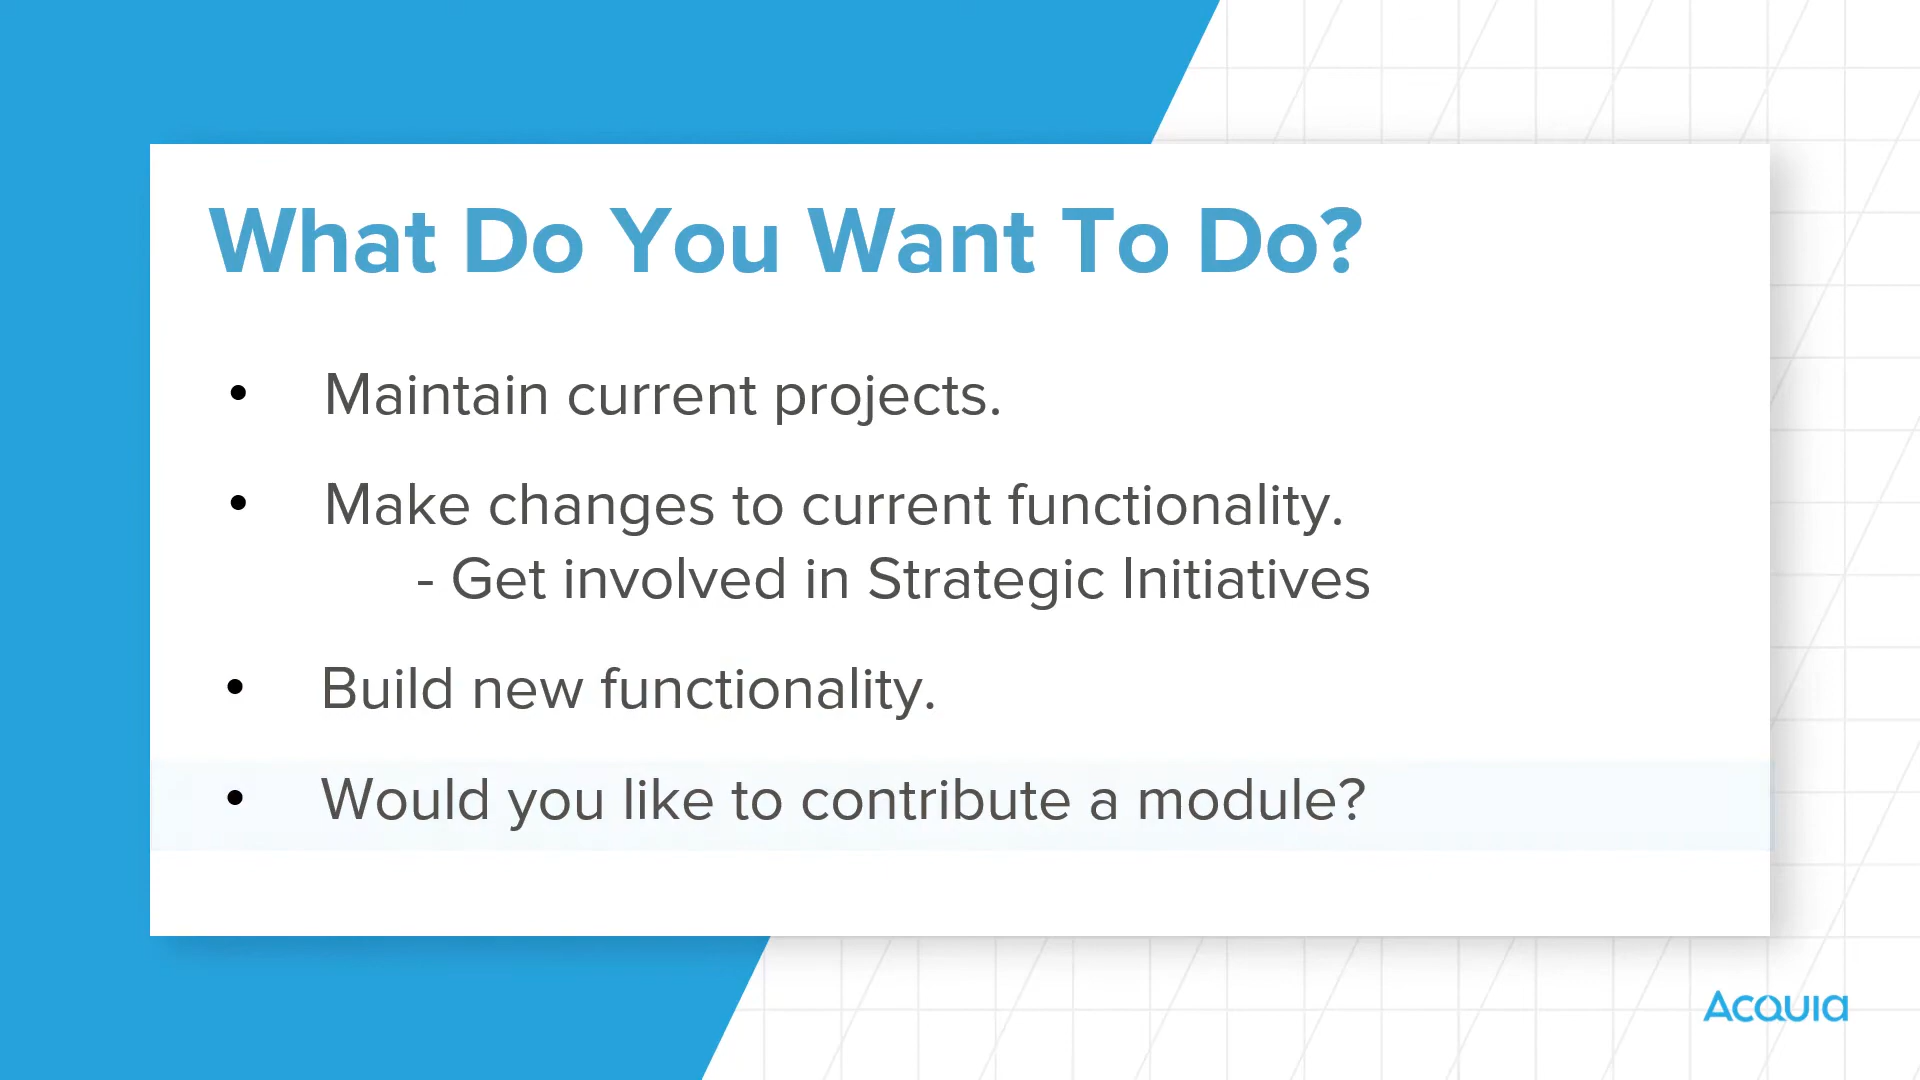 What Do You Want To Do?
• Maintain current projects.
• Make changes to current functionality.
- Get involved in Strategic Initiatives
• Build new functionality.
• Would you like to contribute a module?
Acquia